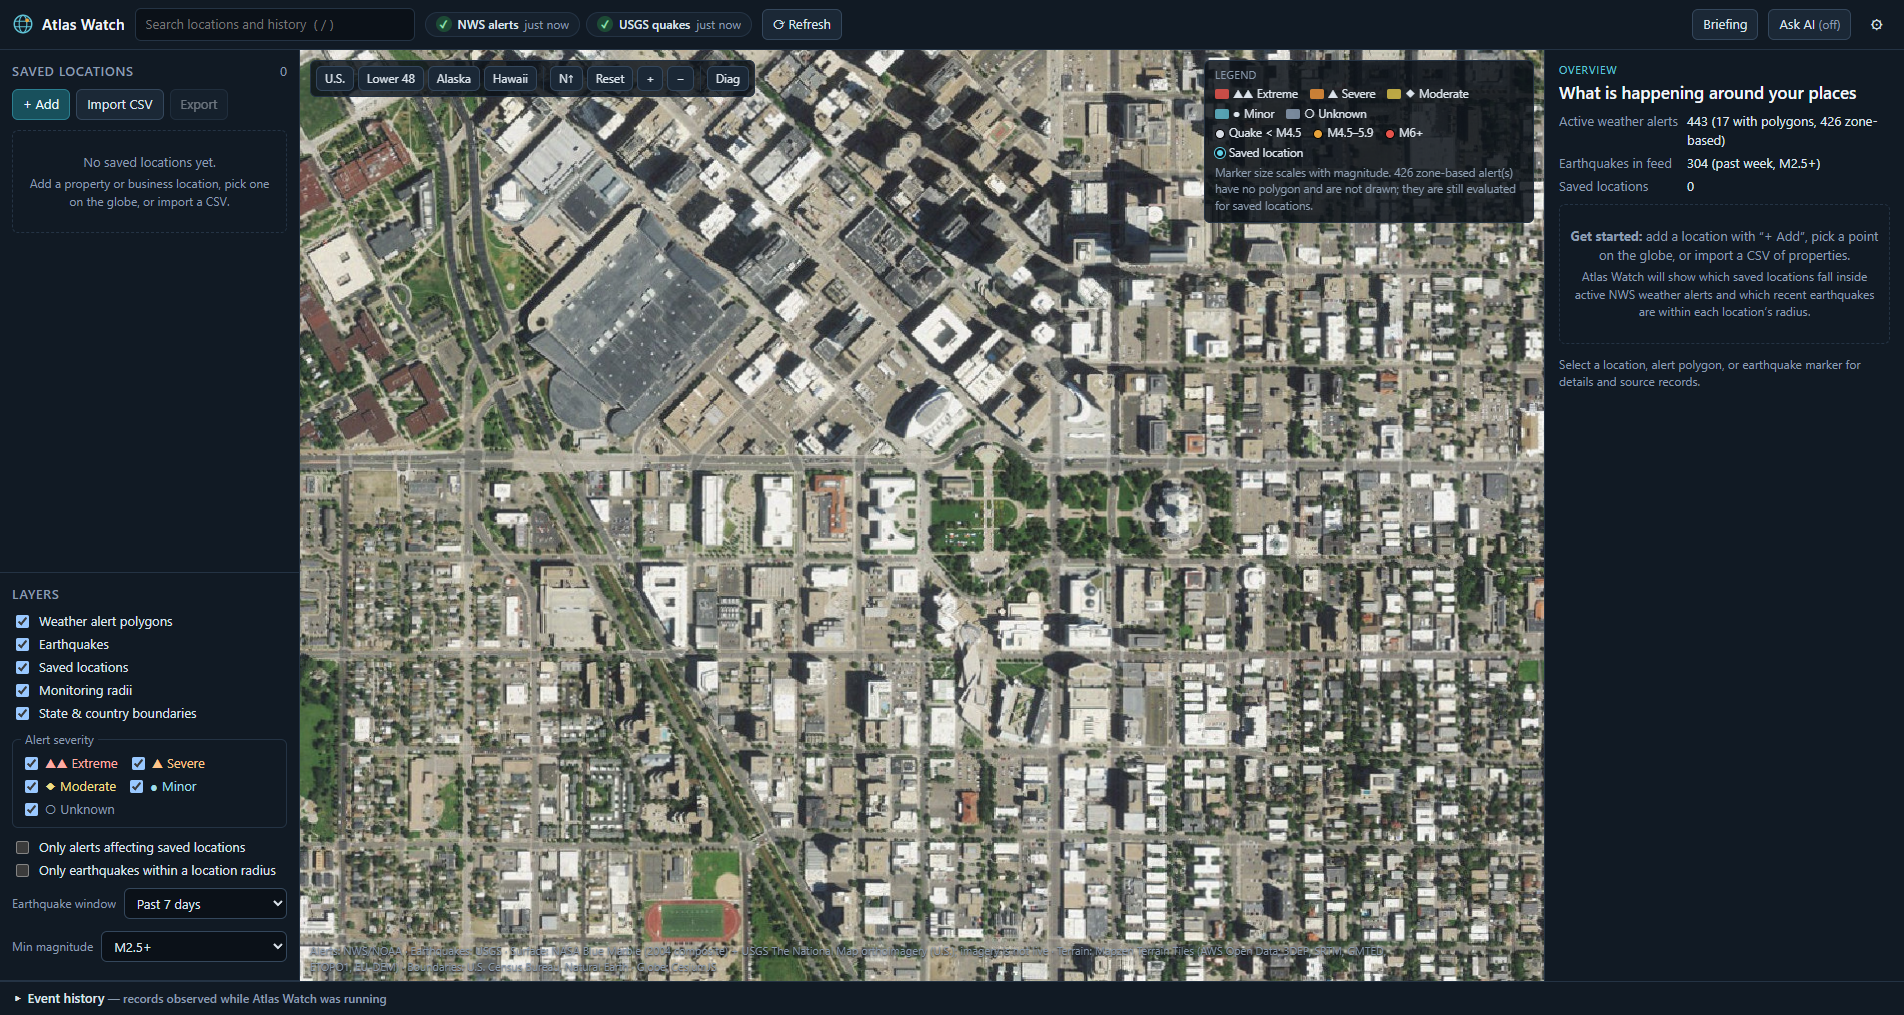 Atlas Watch
Search locations and history ( / )
✓ NWS alerts just now
✓ USGS quakes just now
⟳ Refresh
Briefing
Ask AI (off)
SAVED LOCATIONS 0
+ Add
Import CSV
Export
No saved locations yet.
Add a property or business location, pick one
on the globe, or import a CSV.
LAYERS
Weather alert polygons
Earthquakes
Saved locations
Monitoring radii
State & country boundaries
Alert severity
▲▲ Extreme ▲ Severe
◆ Moderate ● Minor
○ Unknown
Only alerts affecting saved locations
Only earthquakes within a location radius
Earthquake window Past 7 days
Min magnitude M2.5+
U.S. Lower 48 Alaska Hawaii N↑ Reset + − Diag
LEGEND
▲▲ Extreme ▲ Severe ◆ Moderate
● Minor ○ Unknown
Quake < M4.5 M4.5–5.9 M6+
Saved location
Marker size scales with magnitude. 426 zone-based alert(s)
have no polygon and are not drawn; they are still evaluated
for saved locations.
OVERVIEW
What is happening around your places
Active weather alerts 443 (17 with polygons, 426 zone-
based)
Earthquakes in feed 304 (past week, M2.5+)
Saved locations 0
Get started: add a location with “+ Add”, pick a point
on the globe, or import a CSV of properties.
Atlas Watch will show which saved locations fall inside
active NWS weather alerts and which recent earthquakes
are within each location’s radius.
Select a location, alert polygon, or earthquake marker for
details and source records.
▸ Event history — records observed while Atlas Watch was running